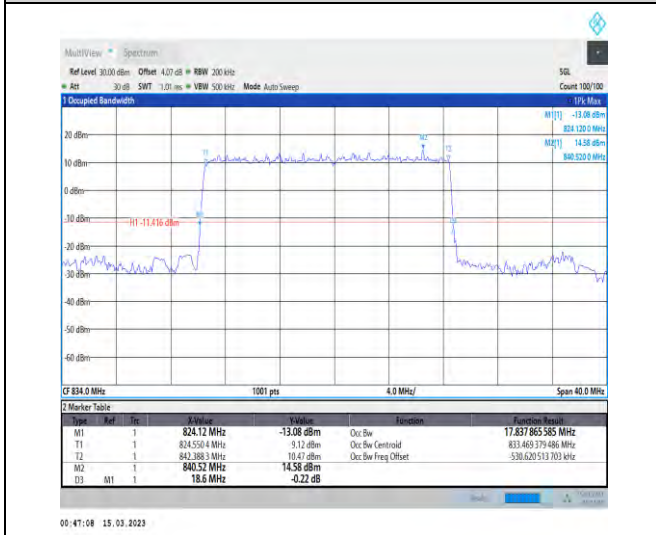 MultiView Spectrum
Ref Level 30.00 dBm Offset 4.07 dB RBW 200 kHz SGL
Att 30 dB SWT 1.01 ms VBW 500 kHz Mode Auto Sweep Count 100/100
1 Occupied Bandwidth 1Pk Max
M1[1] -13.08 dBm
824.120 0 MHz
M2[1] 14.58 dBm
840.520 0 MHz
20 dBm
T1 M2 T2
10 dBm
0 dBm
-10 dBm
H1 -11.416 dBm
-20 dBm
-30 dBm
-40 dBm
-50 dBm
-60 dBm
CF 834.0 MHz 1001 pts 4.0 MHz/ Span 40.0 MHz
2 Marker Table
Type Ref Trc X-Value Y-Value Function Function Result
M1 1 824.12 MHz -13.08 dBm Occ Bw 17.837 865 585 MHz
T1 1 824.550 4 MHz 9.12 dBm Occ Bw Centroid 833.469 379 486 MHz
T2 1 842.388 3 MHz 10.47 dBm Occ Bw Freq Offset -530.620 513 703 kHz
M2 1 840.52 MHz 14.58 dBm
D3 M1 1 18.6 MHz -0.22 dB
00:47:08 15.03.2023